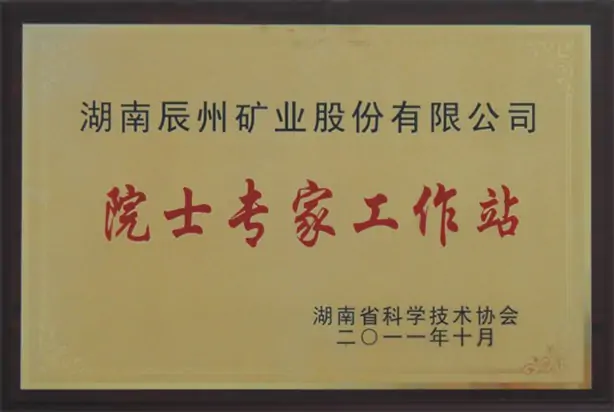 湖南辰州矿业股份有限公司
院士专家工作站
湖南省科学技术协会
二〇一一年十月